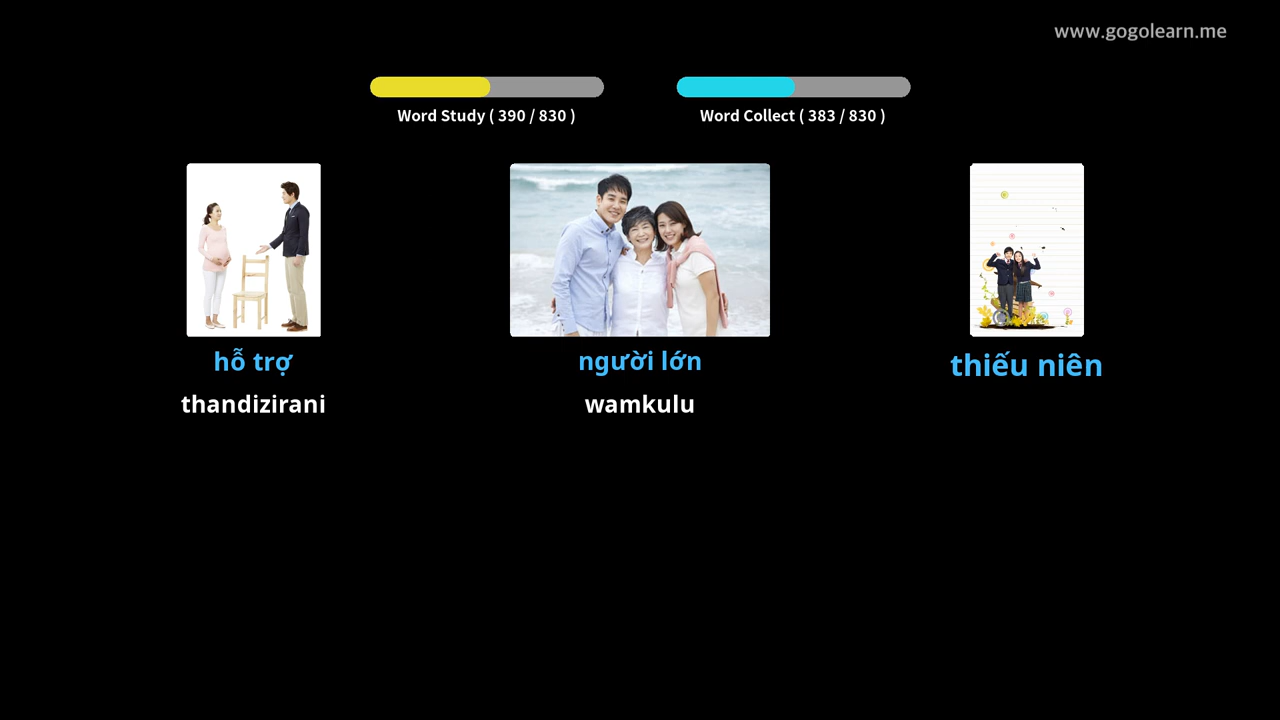 www.gogolearn.me
Word Study ( 390 / 830 )
Word Collect ( 383 / 830 )
hỗ trợ
người lớn
thiếu niên
thandizirani
wamkulu